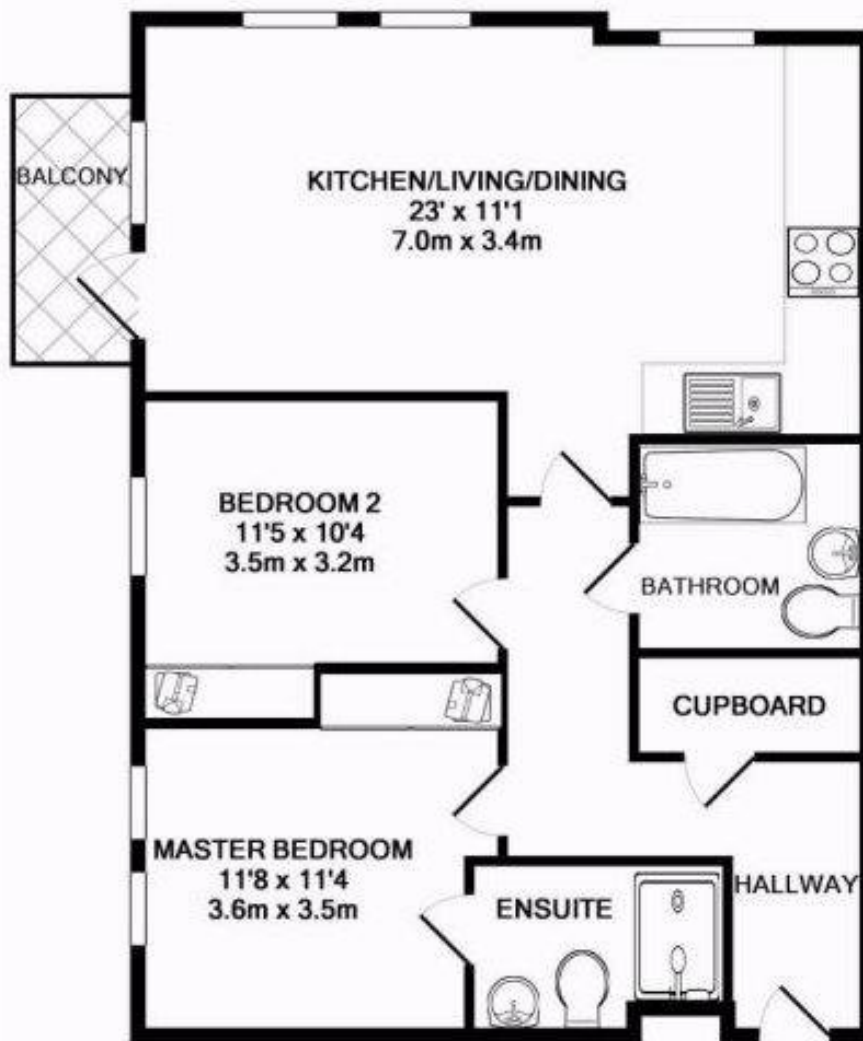 BALCONY
KITCHEN/LIVING/DINING
23' x 11'1
7.0m x 3.4m
BEDROOM 2
11'5 x 10'4
3.5m x 3.2m
BATHROOM
CUPBOARD
MASTER BEDROOM
11'8 x 11'4
3.6m x 3.5m
ENSUITE
HALLWAY